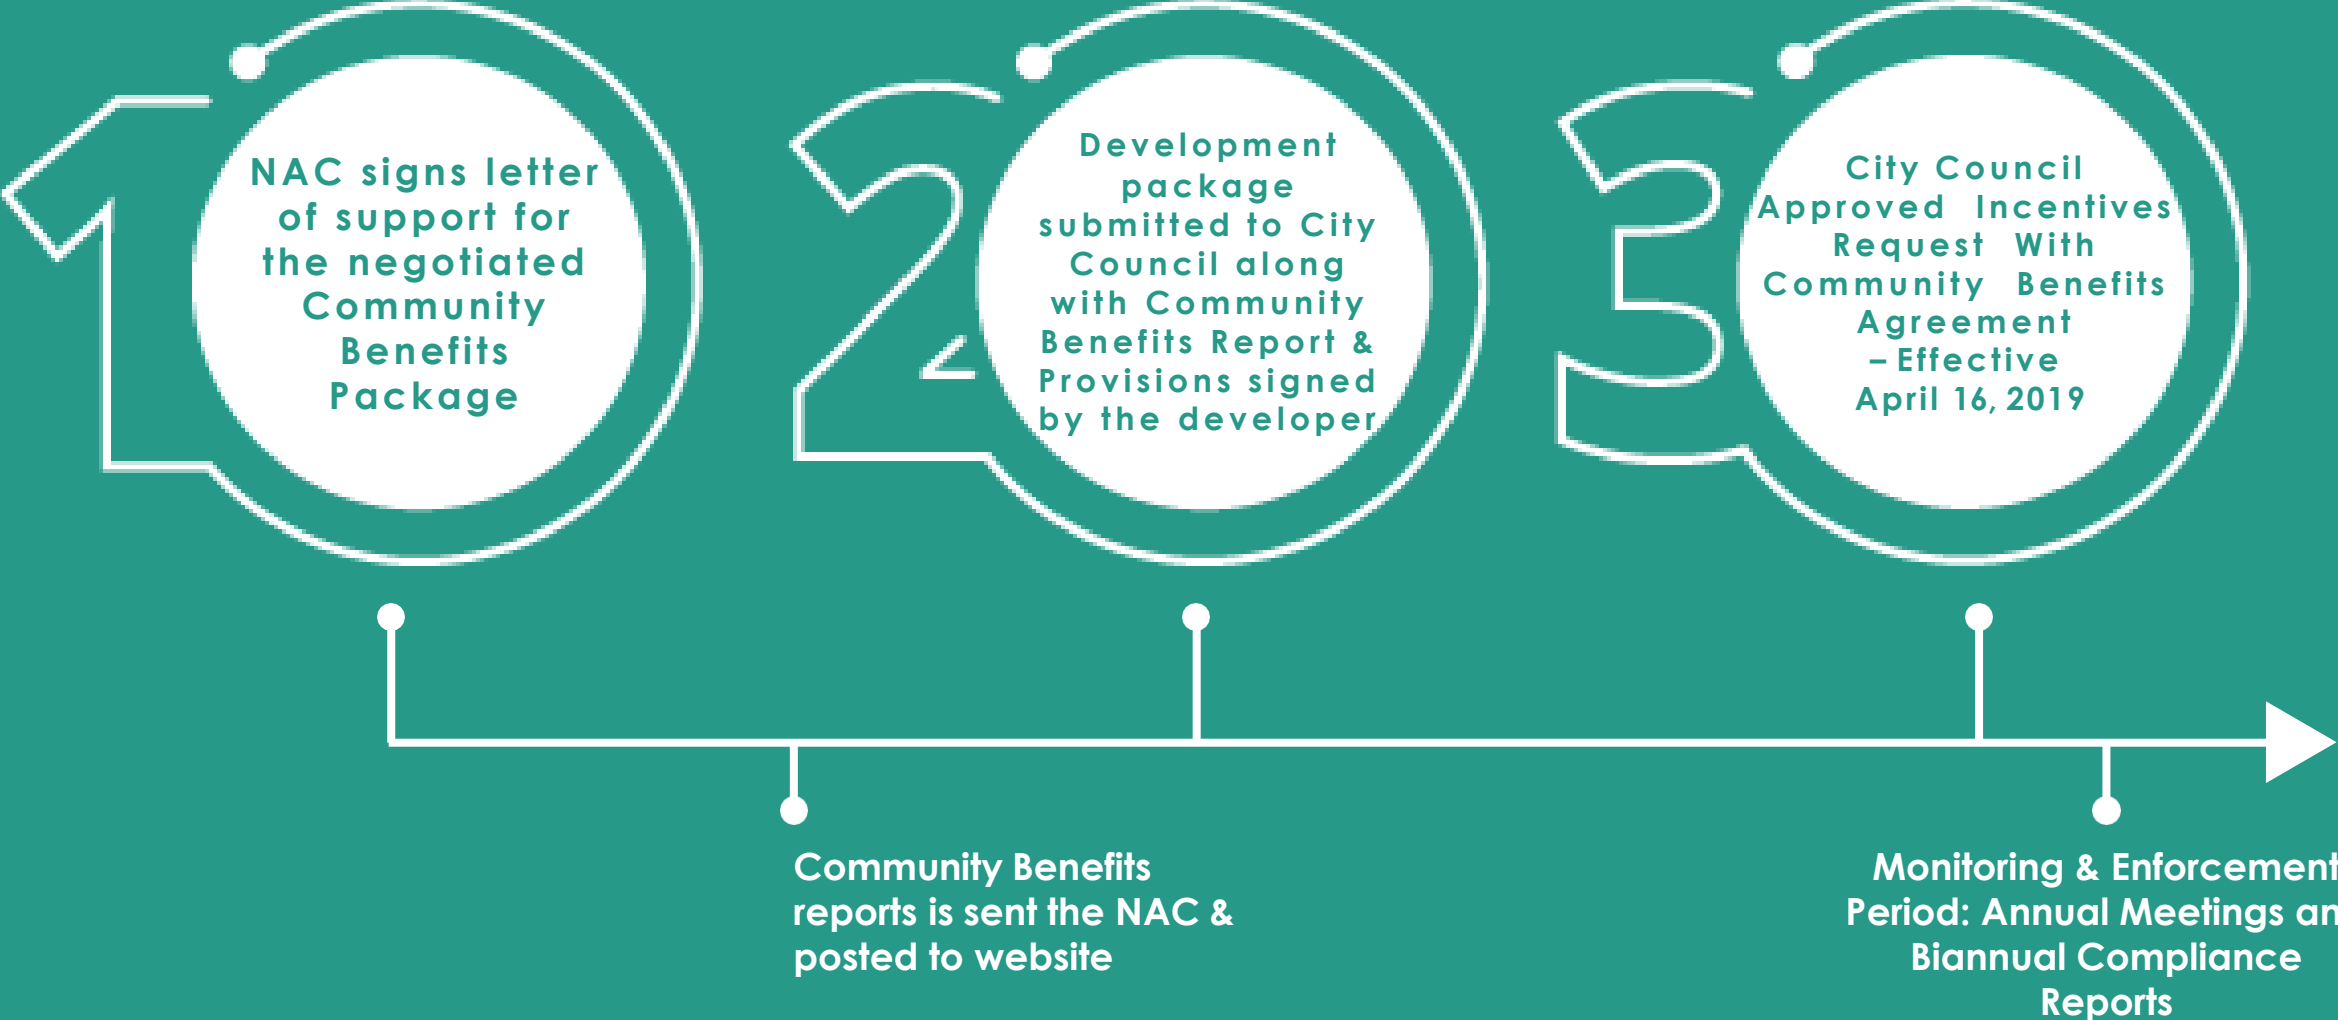 1
NAC signs letter
of support for
the negotiated
Community
Benefits
Package
2
Development
package
submitted to City
Council along
with Community
Benefits Report &
Provisions signed
by the developer
3
City Council
Approved Incentives
Request With
Community Benefits
Agreement
– Effective
April 16, 2019
Community Benefits
reports is sent the NAC &
posted to website
Monitoring & Enforcement
Period: Annual Meetings an
Biannual Compliance
Reports